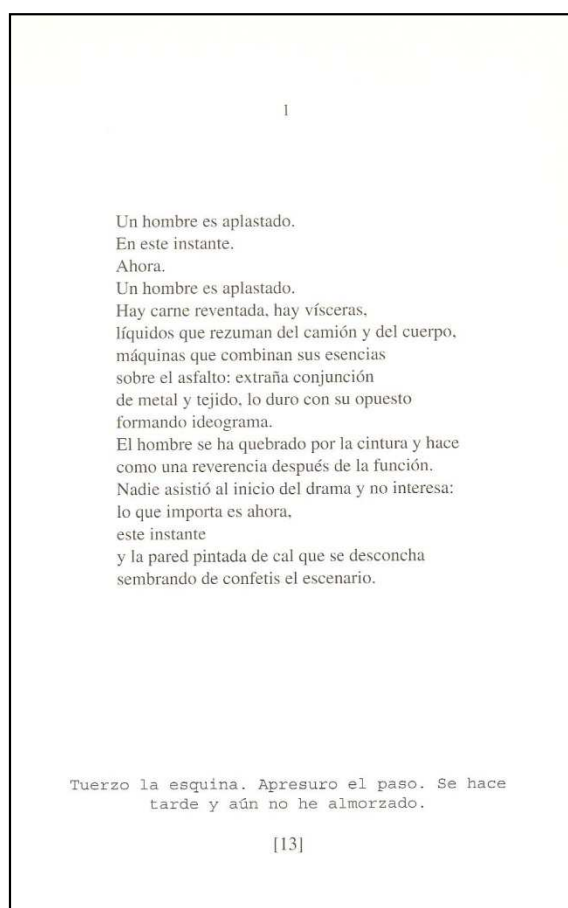 1
Un hombre es aplastado.
En este instante.
Ahora.
Un hombre es aplastado.
Hay carne reventada, hay vísceras,
líquidos que rezuman del camión y del cuerpo,
máquinas que combinan sus esencias
sobre el asfalto: extraña conjunción
de metal y tejido, lo duro con su opuesto
formando ideograma.
El hombre se ha quebrado por la cintura y hace
como una reverencia después de la función.
Nadie asistió al inicio del drama y no interesa:
lo que importa es ahora,
este instante
y la pared pintada de cal que se desconcha
sembrando de confetis el escenario.
Tuerzo la esquina. Apresuro el paso. Se hace
tarde y aún no he almorzado.
[13]